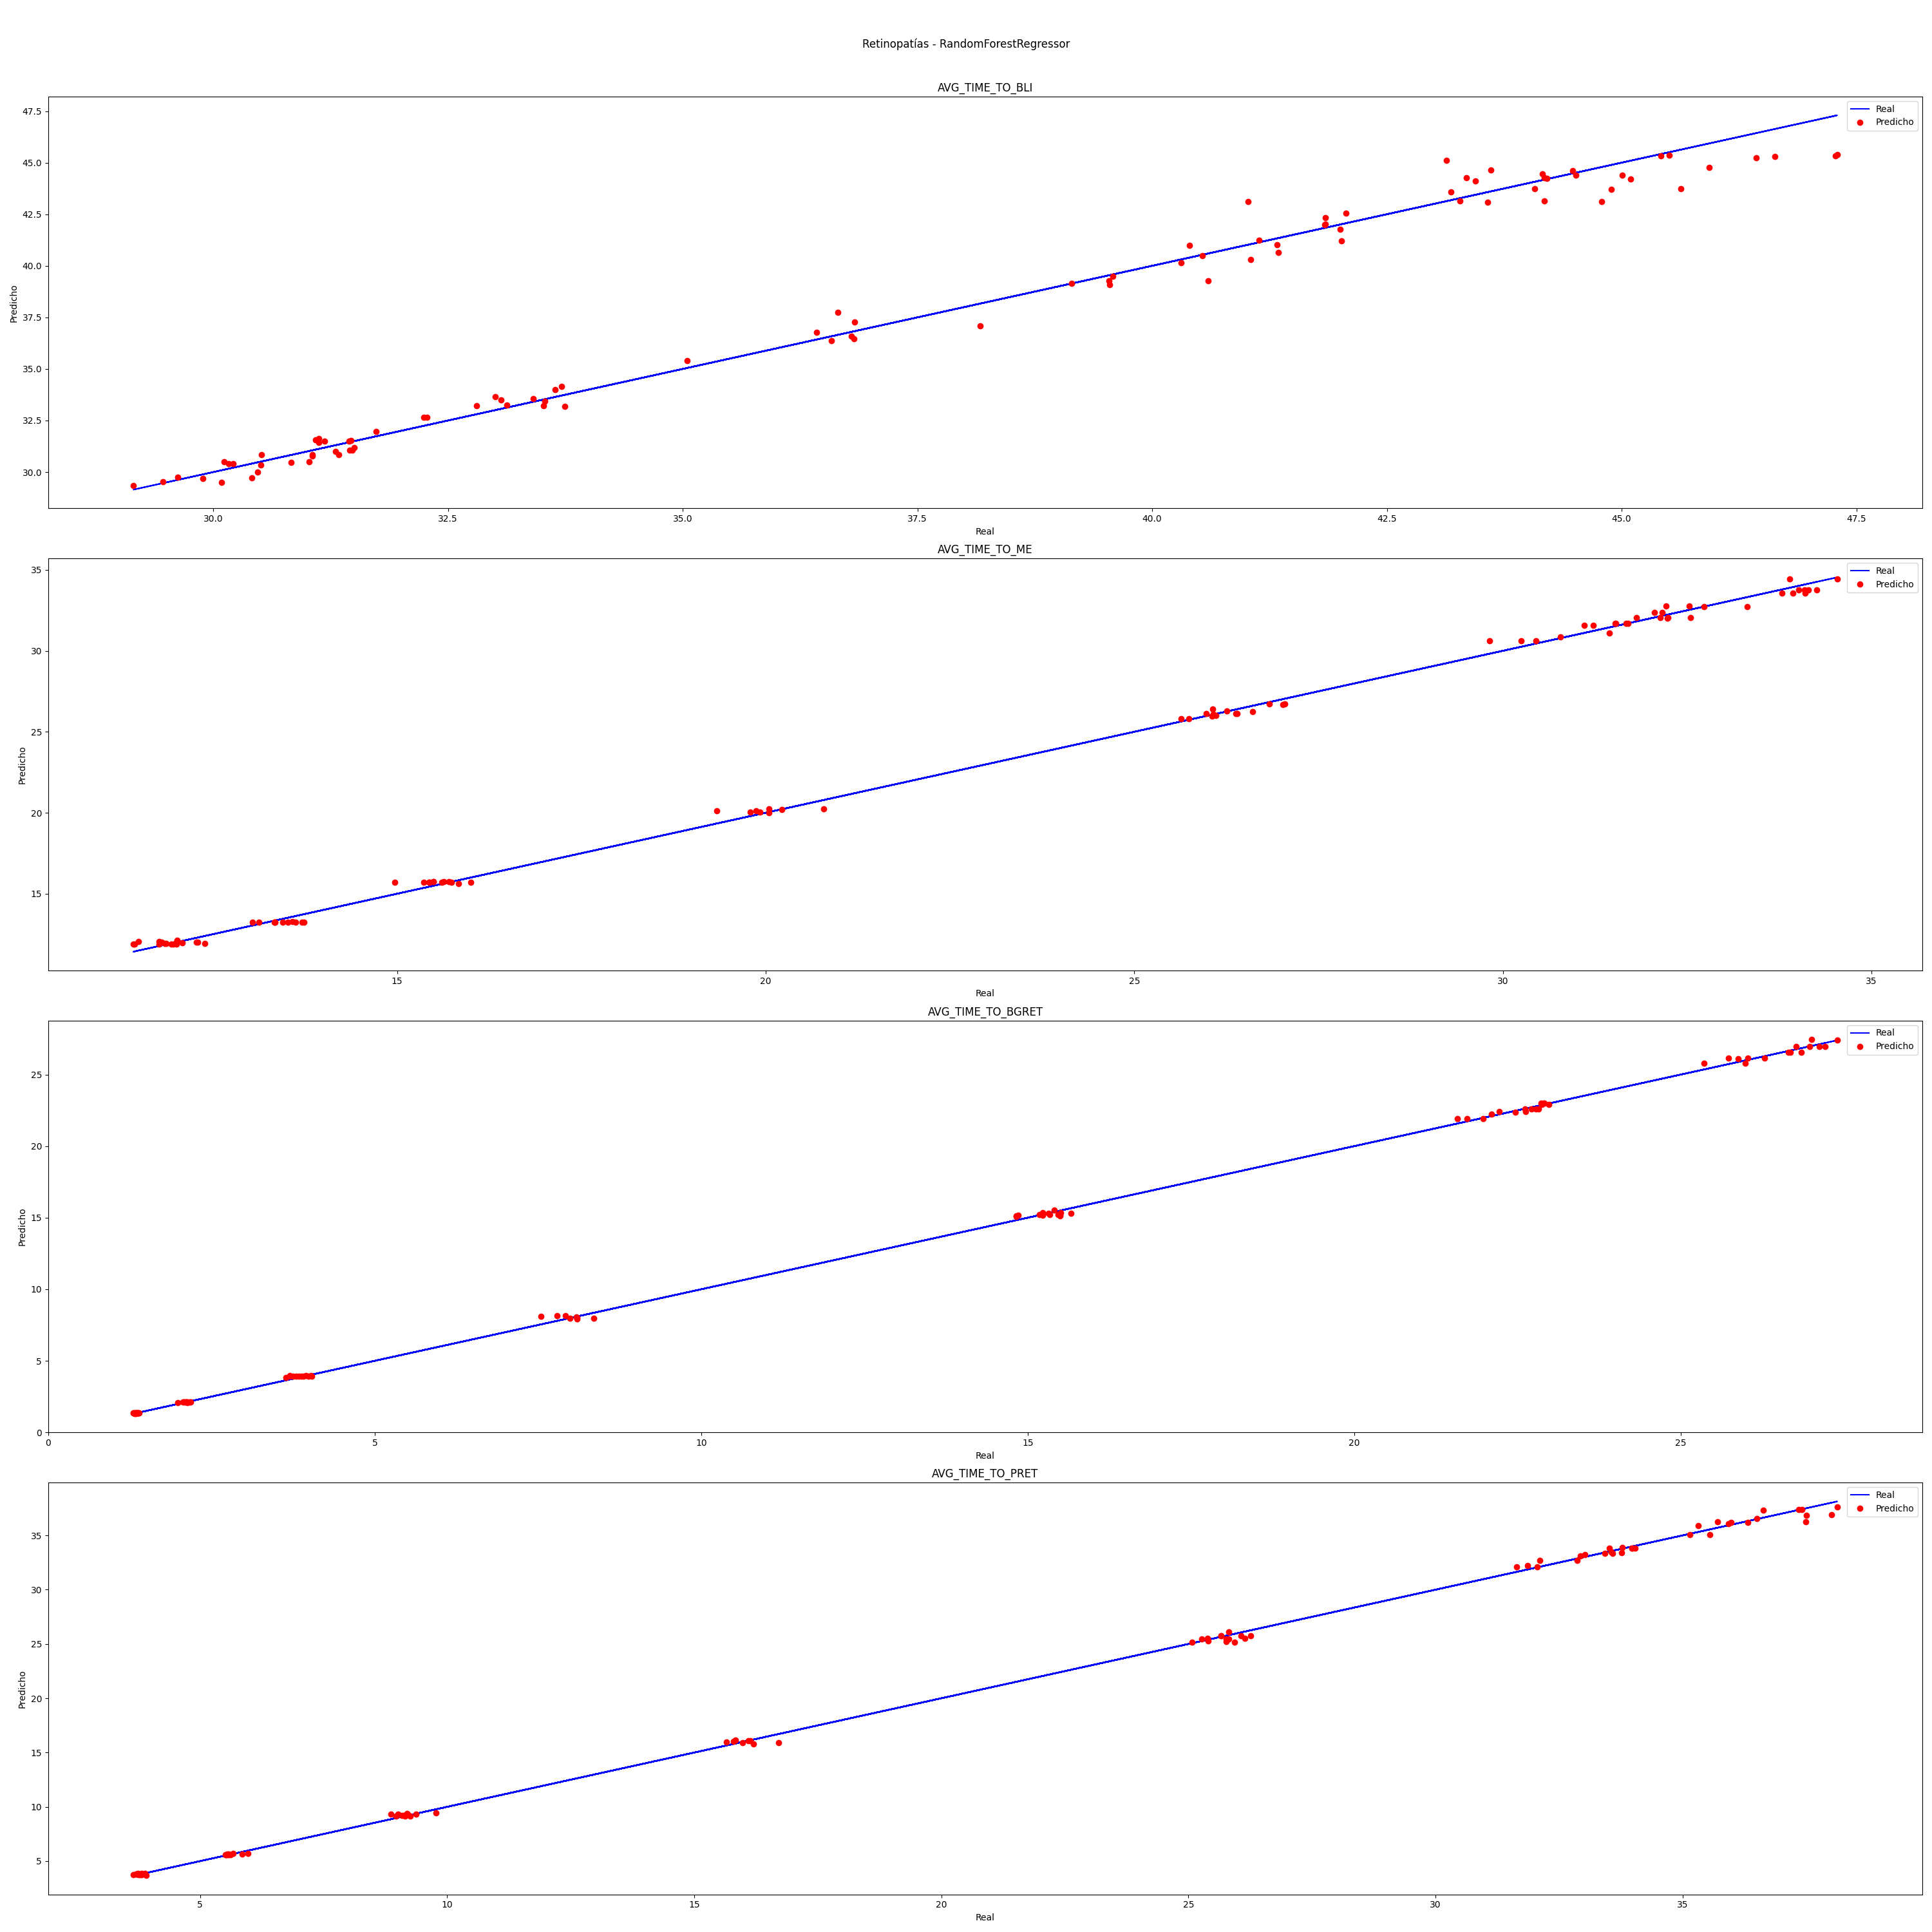 Retinopatías - RandomForestRegressor
AVG_TIME_TO_BLI
47.5
45.0
42.5
40.0
37.5
35.0
32.5
30.0
Predicho
Real
Predicho
30.0 32.5 35.0 37.5 40.0 42.5 45.0 47.5
Real
AVG_TIME_TO_ME
35
30
25
20
15
Predicho
Real
Predicho
15 20 25 30 35
Real
AVG_TIME_TO_BGRET
25
20
15
10
5
0
Predicho
Real
Predicho
0 5 10 15 20 25
Real
AVG_TIME_TO_PRET
35
30
25
20
15
10
5
Predicho
Real
Predicho
5 10 15 20 25 30 35
Real